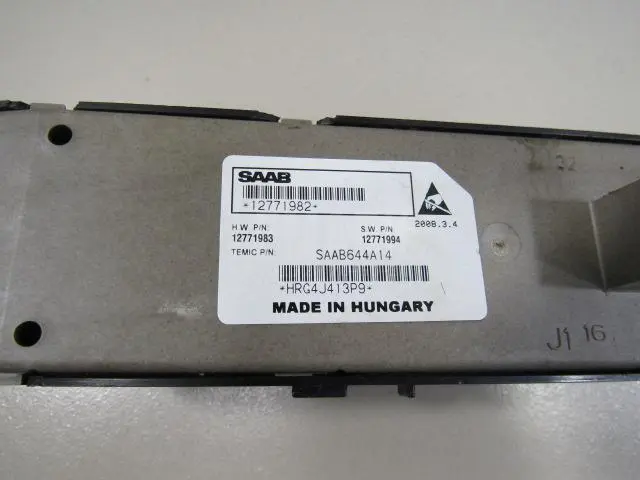 SAAB
*12771982*
2008.3.4
H.W. P/N: S.W. P/N
12771983 12771994
TEMIC P/N: SAAB644A14
*HRG4J413P9*
MADE IN HUNGARY
J1 16